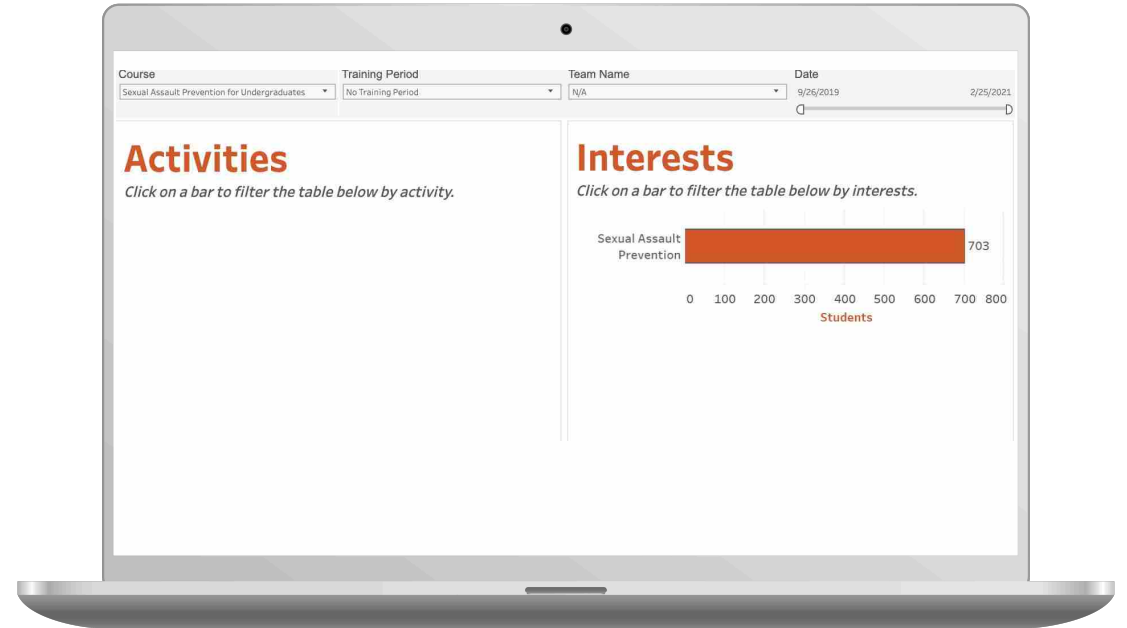 Course
Training Period
Team Name
Date
Sexual Assault Prevention for Undergraduates
No Training Period
N/A
9/26/2019
2/25/2021
Activities
Click on a bar to filter the table below by activity.
Interests
Click on a bar to filter the table below by interests.
Sexual Assault
Prevention
703
0 100 200 300 400 500 600 700 800
Students